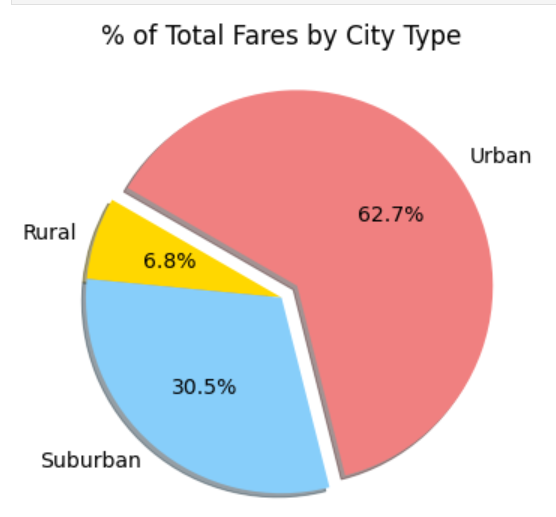 % of Total Fares by City Type
Urban
62.7%
Rural
6.8%
30.5%
Suburban